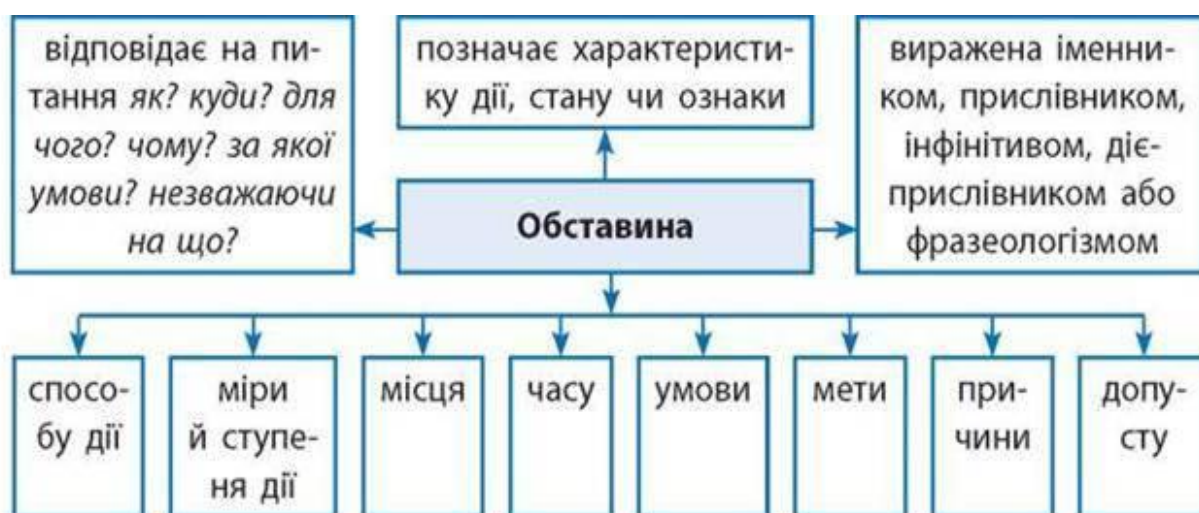 відповідає на пи-
тання як? куди? для
чого? чому? за якої
умови? незважаючи
на що?
позначає характеристи-
ку дії, стану чи ознаки
виражена іменни-
ком, прислівником,
інфінітивом, діє-
прислівником або
фразеологізмом
Обставина
спосо-
бу дії
міри
й ступе-
ня дії
місця
часу
умови
мети
при-
чини
допу-
сту